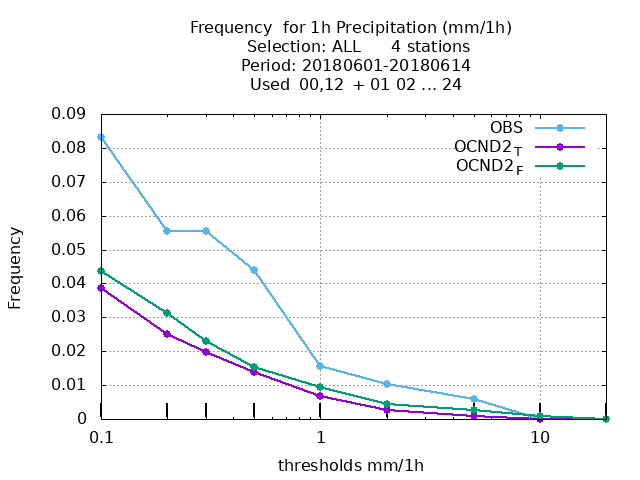 Frequency  for 1h Precipitation (mm/1h)
Selection: ALL      4 stations
Period: 20180601-20180614
Used  00,12  + 01 02 ... 24
OBS
OCND2_T
OCND2_F
Frequency
0.09
0.08
0.07
0.06
0.05
0.04
0.03
0.02
0.01
0
0.1 1 10
thresholds mm/1h